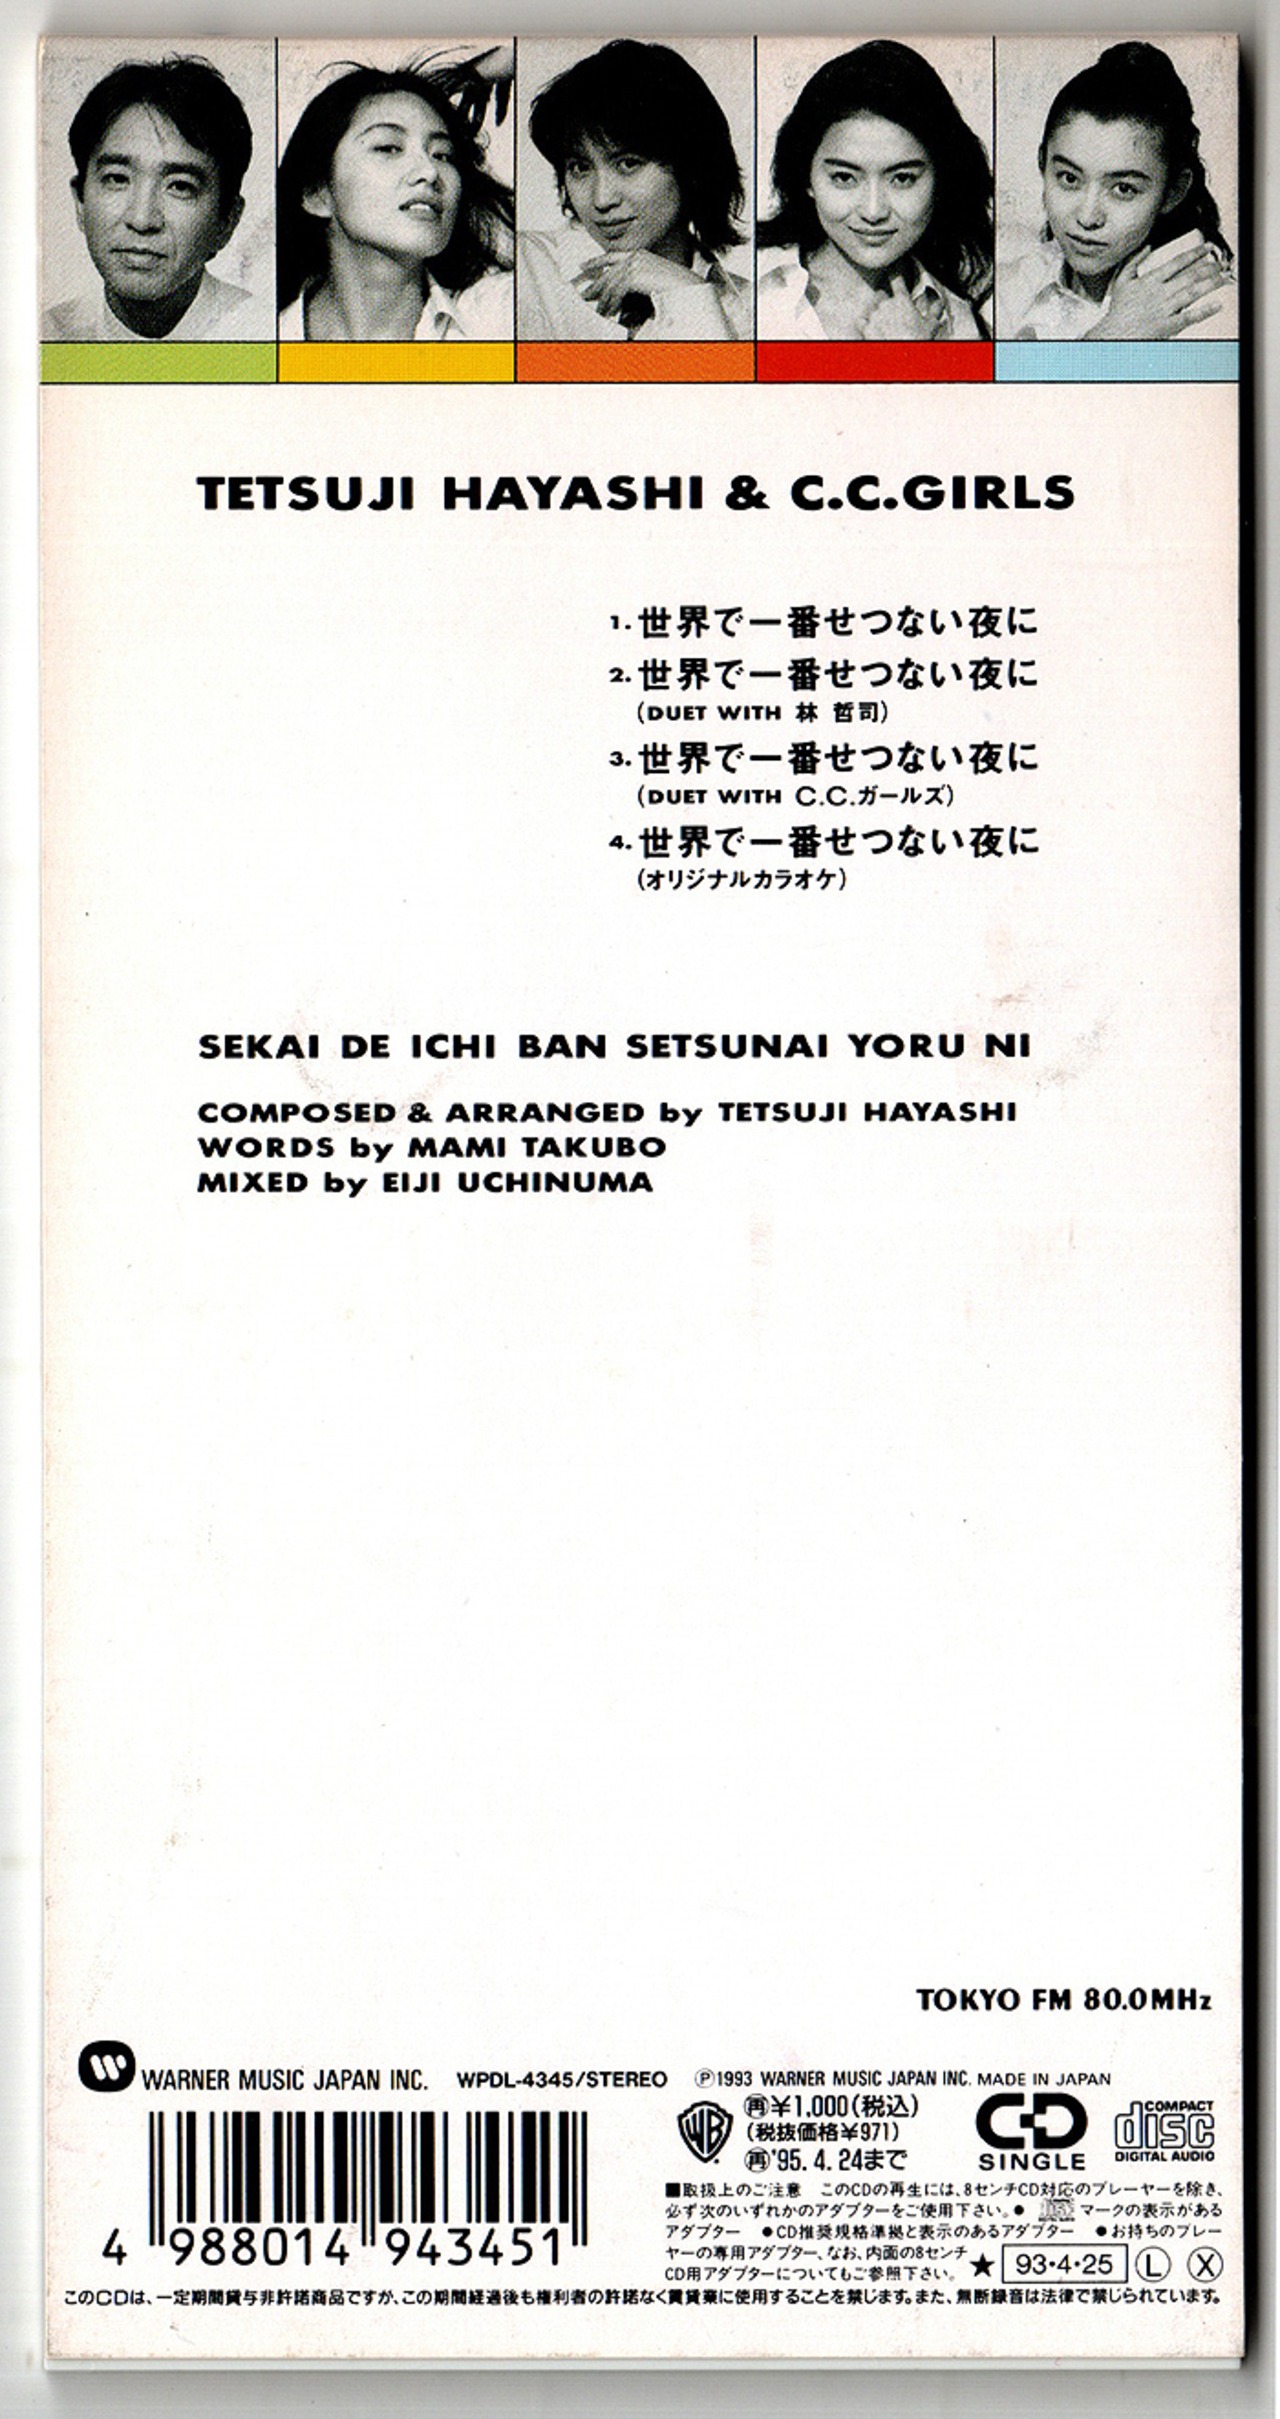 TETSUJI HAYASHI & C.C.GIRLS
1. 世界で一番せつない夜に
2. 世界で一番せつない夜に
(DUET WITH 林 哲司)
3. 世界で一番せつない夜に
(DUET WITH C.C.ガールズ)
4. 世界で一番せつない夜に
(オリジナルカラオケ)
SEKAI DE ICHI BAN SETSUNAI YORU NI
COMPOSED & ARRANGED by TETSUJI HAYASHI
WORDS by MAMI TAKUBO
MIXED by EIJI UCHINUMA
TOKYO FM 80.0MHz
WARNER MUSIC JAPAN INC. WPDL-4345/STEREO ℗1993 WARNER MUSIC JAPAN INC. MADE IN JAPAN
WB
再¥1,000(税込)
(税抜価格¥971)
再'95.4.24まで
CD SINGLE
COMPACT disc DIGITAL AUDIO
■取扱上のご注意 このCDの再生には、8センチCD対応のプレーヤーを除き、
必ず次のいずれかのアダプターをご使用下さい。● マークの表示がある
アダプター ●CD推奨規格準拠と表示のあるアダプター ●お持ちのプレー
ヤーの専用アダプター、なお、内面の8センチ
CD用アダプターについてもご参照下さい。
★ 93・4・25 Ⓛ Ⓧ
4 988014 943451
このCDは、一定期間貸与非許諾商品ですが、この期間経過後も権利者の許諾なく賃貸業に使用することを禁じます。また、無断録音は法律で禁じられています。